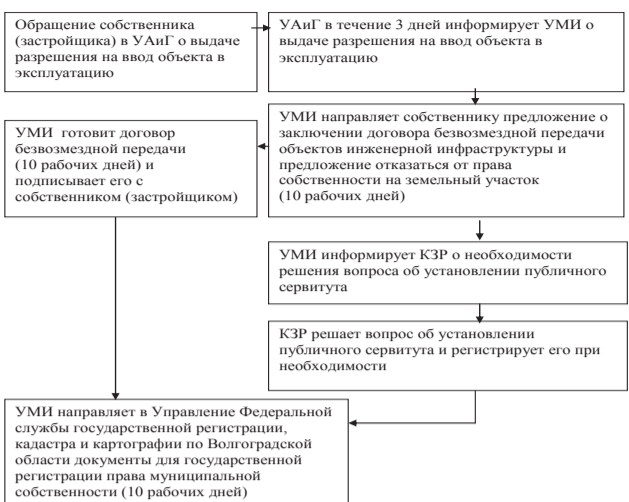 Обращение собственника
(застройщика) в УАиГ о выдаче
разрешения на ввод объекта в
эксплуатацию
УАиГ в течение 3 дней информирует УМИ о
выдаче разрешения на ввод объекта в
эксплуатацию
УМИ готовит договор
безвозмездной передачи
(10 рабочих дней) и
подписывает его с
собственником (застройщиком)
УМИ направляет собственнику предложение о
заключении договора безвозмездной передачи
объектов инженерной инфраструктуры и
предложение отказаться от права
собственности на земельный участок
(10 рабочих дней)
УМИ информирует КЗР о необходимости
решения вопроса об установлении публичного
сервитута
КЗР решает вопрос об установлении
публичного сервитута и регистрирует его при
необходимости
УМИ направляет в Управление Федеральной
службы государственной регистрации,
кадастра и картографии по Волгоградской
области документы для государственной
регистрации права муниципальной
собственности (10 рабочих дней)